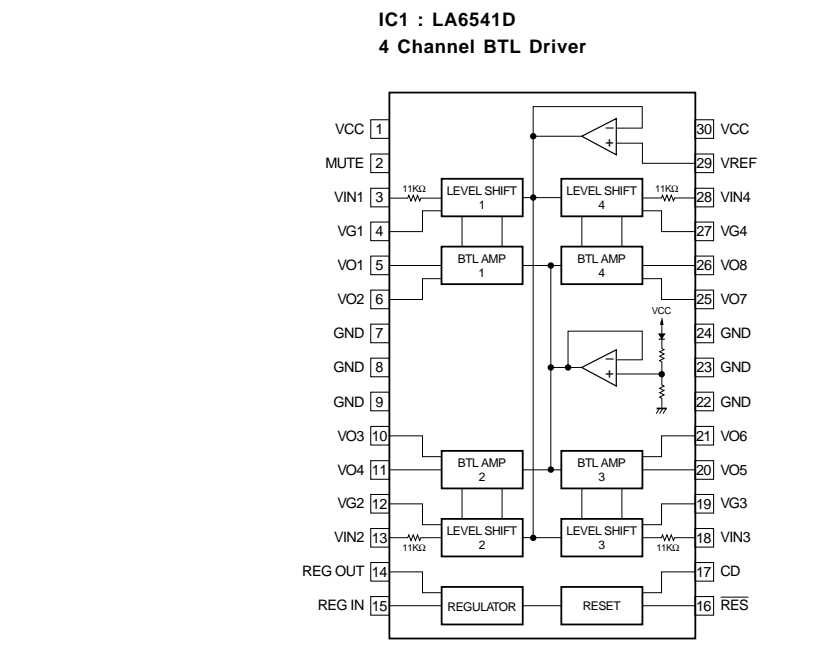 IC1 : LA6541D
4 Channel BTL Driver
VCC 1
30 VCC
MUTE 2
29 VREF
VIN1 3
11KΩ
LEVEL SHIFT
1
LEVEL SHIFT
4
11KΩ
28 VIN4
VG1 4
27 VG4
VO1 5
BTL AMP
1
BTL AMP
4
26 VO8
VO2 6
25 VO7
VCC
GND 7
24 GND
GND 8
23 GND
GND 9
22 GND
VO3 10
21 VO6
VO4 11
BTL AMP
2
BTL AMP
3
20 VO5
VG2 12
19 VG3
VIN2 13
11KΩ
LEVEL SHIFT
2
LEVEL SHIFT
3
11KΩ
18 VIN3
REG OUT 14
17 CD
REG IN 15
REGULATOR
RESET
16 RES